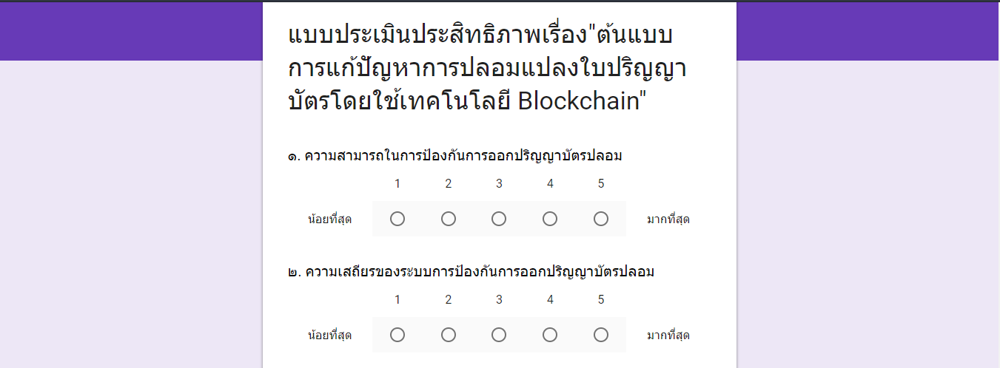 แบบประเมินประสิทธิภาพเรื่อง"ต้นแบบ
การแก้ปัญหาการปลอมแปลงใบปริญญา
บัตรโดยใช้เทคโนโลยี Blockchain"
๑. ความสามารถในการป้องกันการออกปริญญาบัตรปลอม
1 2 3 4 5
น้อยที่สุด มากที่สุด
๒. ความเสถียรของระบบการป้องกันการออกปริญญาบัตรปลอม
1 2 3 4 5
น้อยที่สุด มากที่สุด